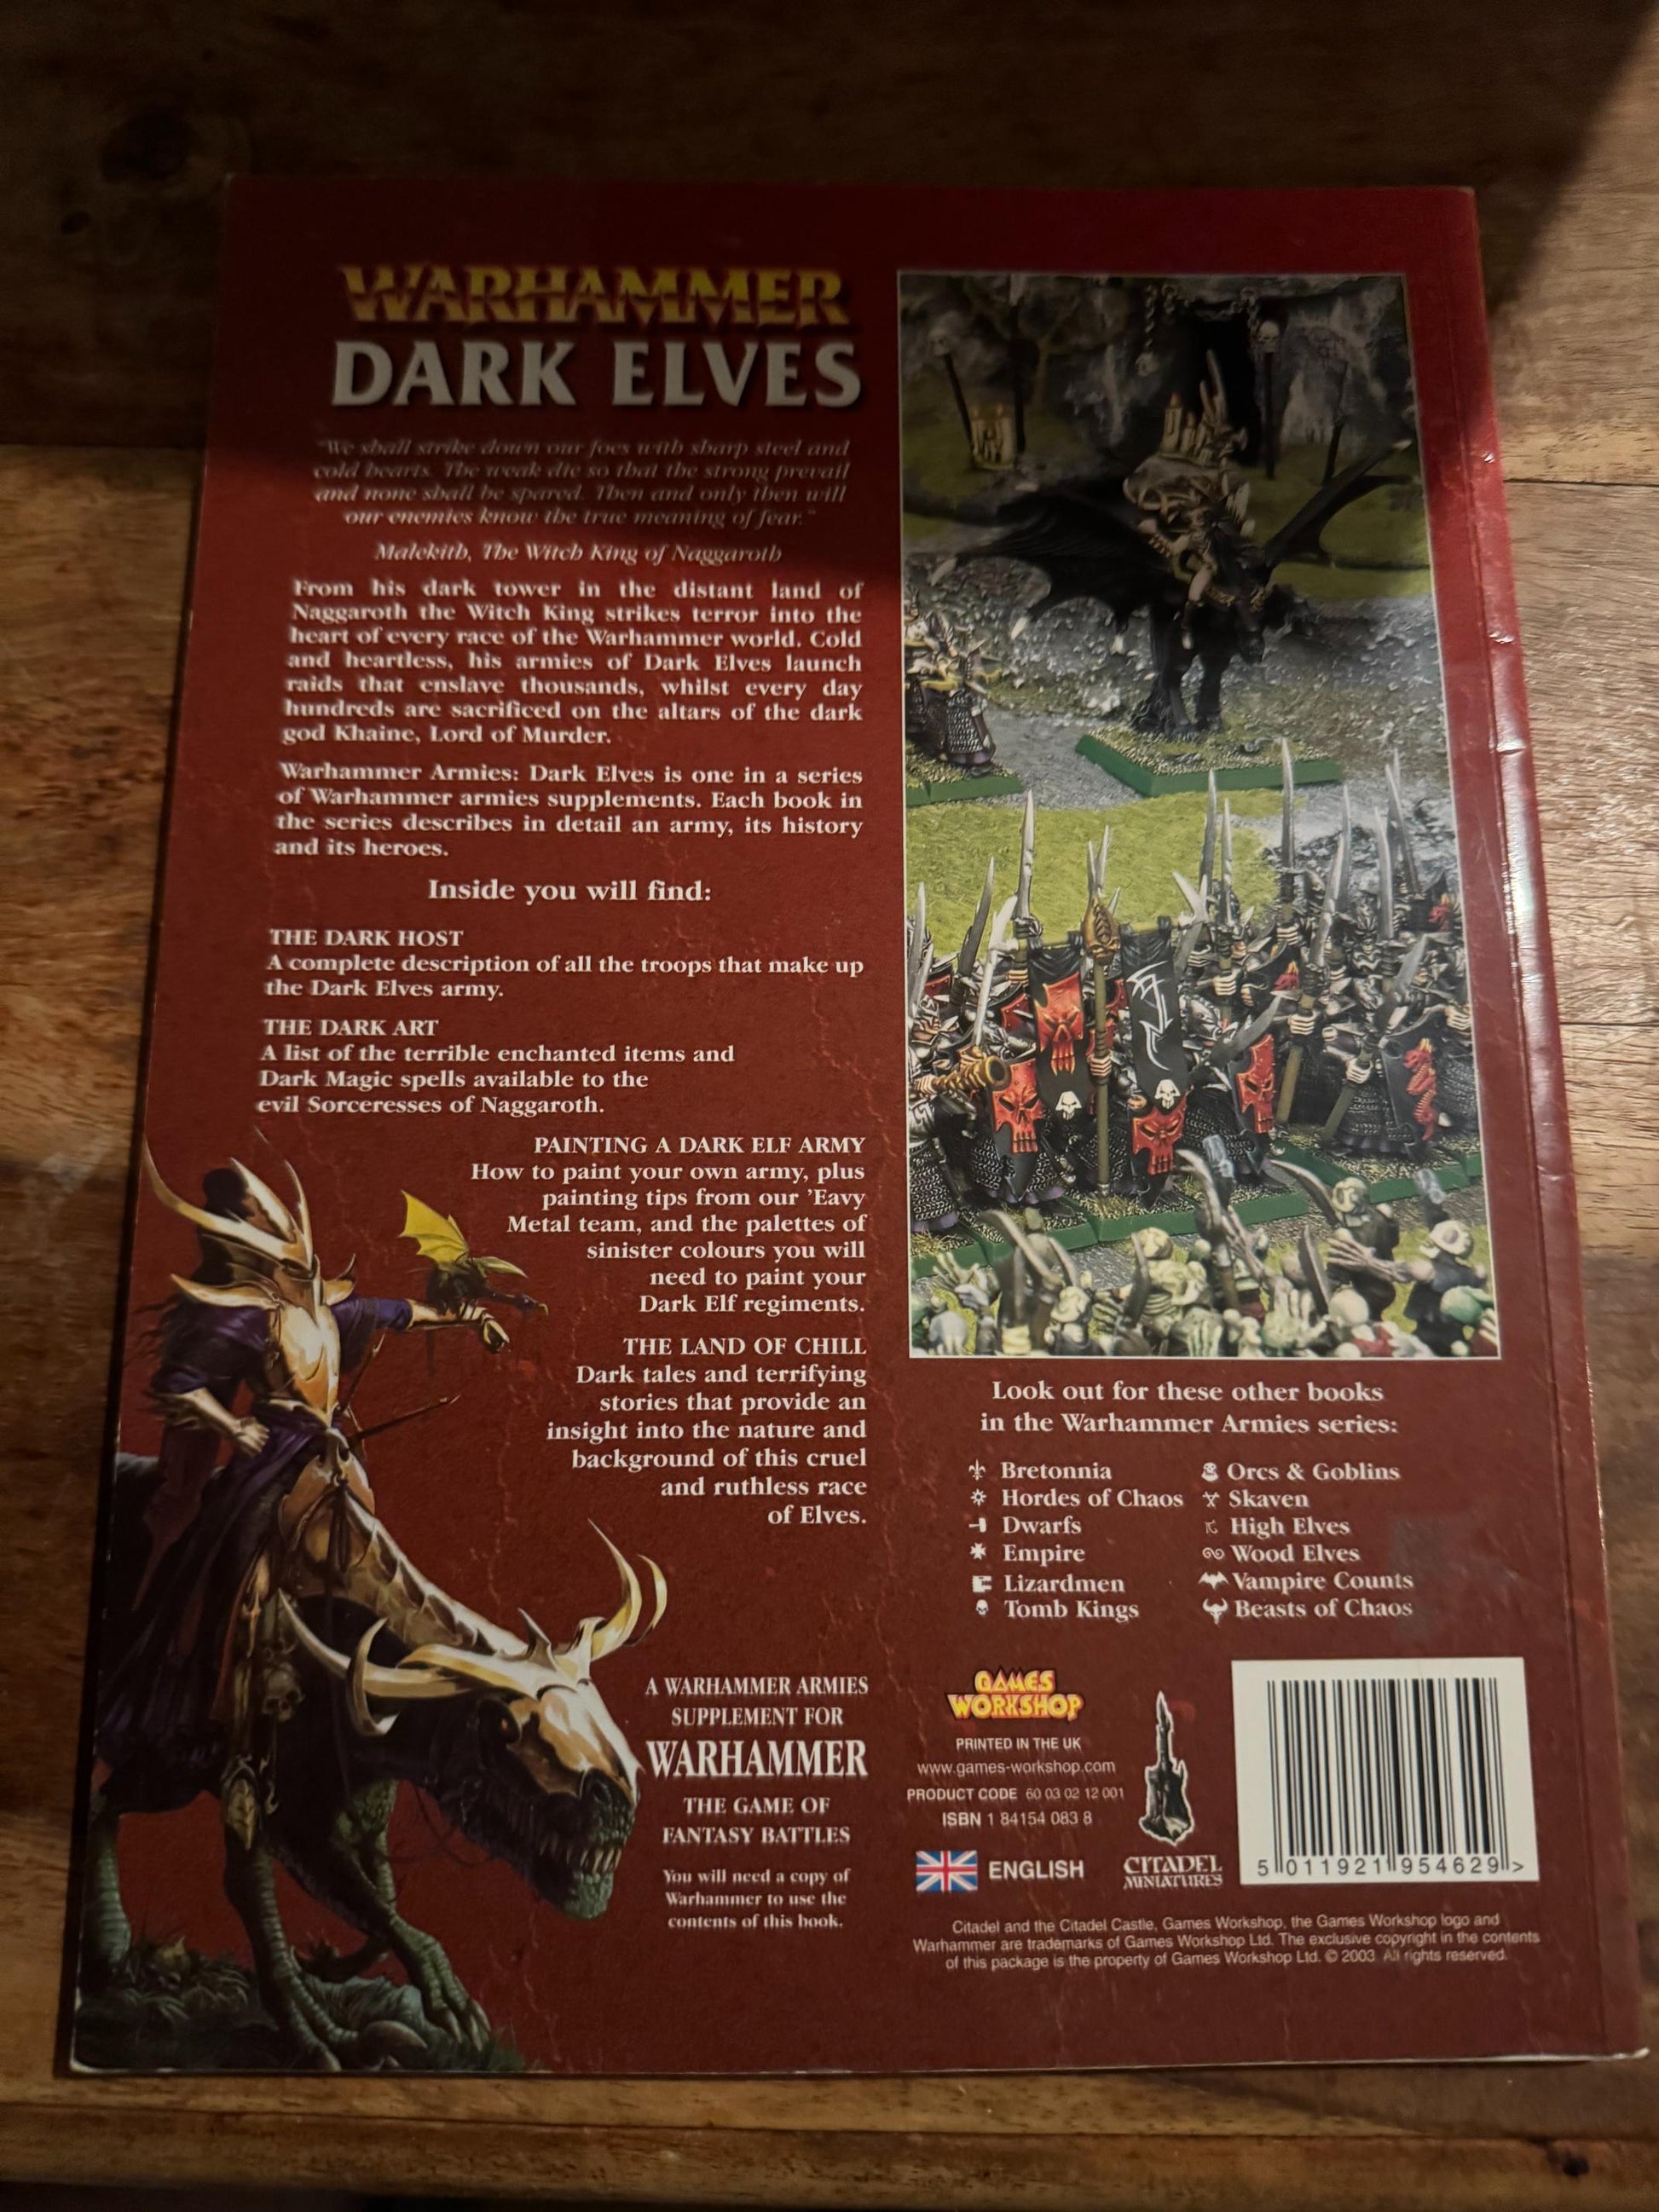 WARHAMMER
DARK ELVES
"We shall strike down our foes with sharp steel and
cold hearts. The weak die so that the strong prevail
and none shall be spared. Then and only then will
our enemies know the true meaning of fear."
Malekith, The Witch King of Naggaroth
From his dark tower in the distant land of
Naggaroth the Witch King strikes terror into the
heart of every race of the Warhammer world. Cold
and heartless, his armies of Dark Elves launch
raids that enslave thousands, whilst every day
hundreds are sacrificed on the altars of the dark
god Khaine, Lord of Murder.
Warhammer Armies: Dark Elves is one in a series
of Warhammer armies supplements. Each book in
the series describes in detail an army, its history
and its heroes.
Inside you will find:
THE DARK HOST
A complete description of all the troops that make up
the Dark Elves army.
THE DARK ART
A list of the terrible enchanted items and
Dark Magic spells available to the
evil Sorceresses of Naggaroth.
PAINTING A DARK ELF ARMY
How to paint your own army, plus
painting tips from our 'Eavy
Metal team, and the palettes of
sinister colours you will
need to paint your
Dark Elf regiments.
THE LAND OF CHILL
Dark tales and terrifying
stories that provide an
insight into the nature and
background of this cruel
and ruthless race
of Elves.
A WARHAMMER ARMIES
SUPPLEMENT FOR
WARHAMMER
THE GAME OF
FANTASY BATTLES
You will need a copy of
Warhammer to use the
contents of this book.
Look out for these other books
in the Warhammer Armies series:
Bretonnia
Hordes of Chaos
Dwarfs
Empire
Lizardmen
Tomb Kings
Orcs & Goblins
Skaven
High Elves
Wood Elves
Vampire Counts
Beasts of Chaos
GAMES
WORKSHOP
PRINTED IN THE UK
www.games-workshop.com
PRODUCT CODE 60 03 02 12 001
ISBN 1 84154 083 8
ENGLISH
CITADEL
MINIATURES
5 011921 954629 >
Citadel and the Citadel Castle, Games Workshop, the Games Workshop logo and
Warhammer are trademarks of Games Workshop Ltd. The exclusive copyright in the contents
of this package is the property of Games Workshop Ltd. © 2003. All rights reserved.